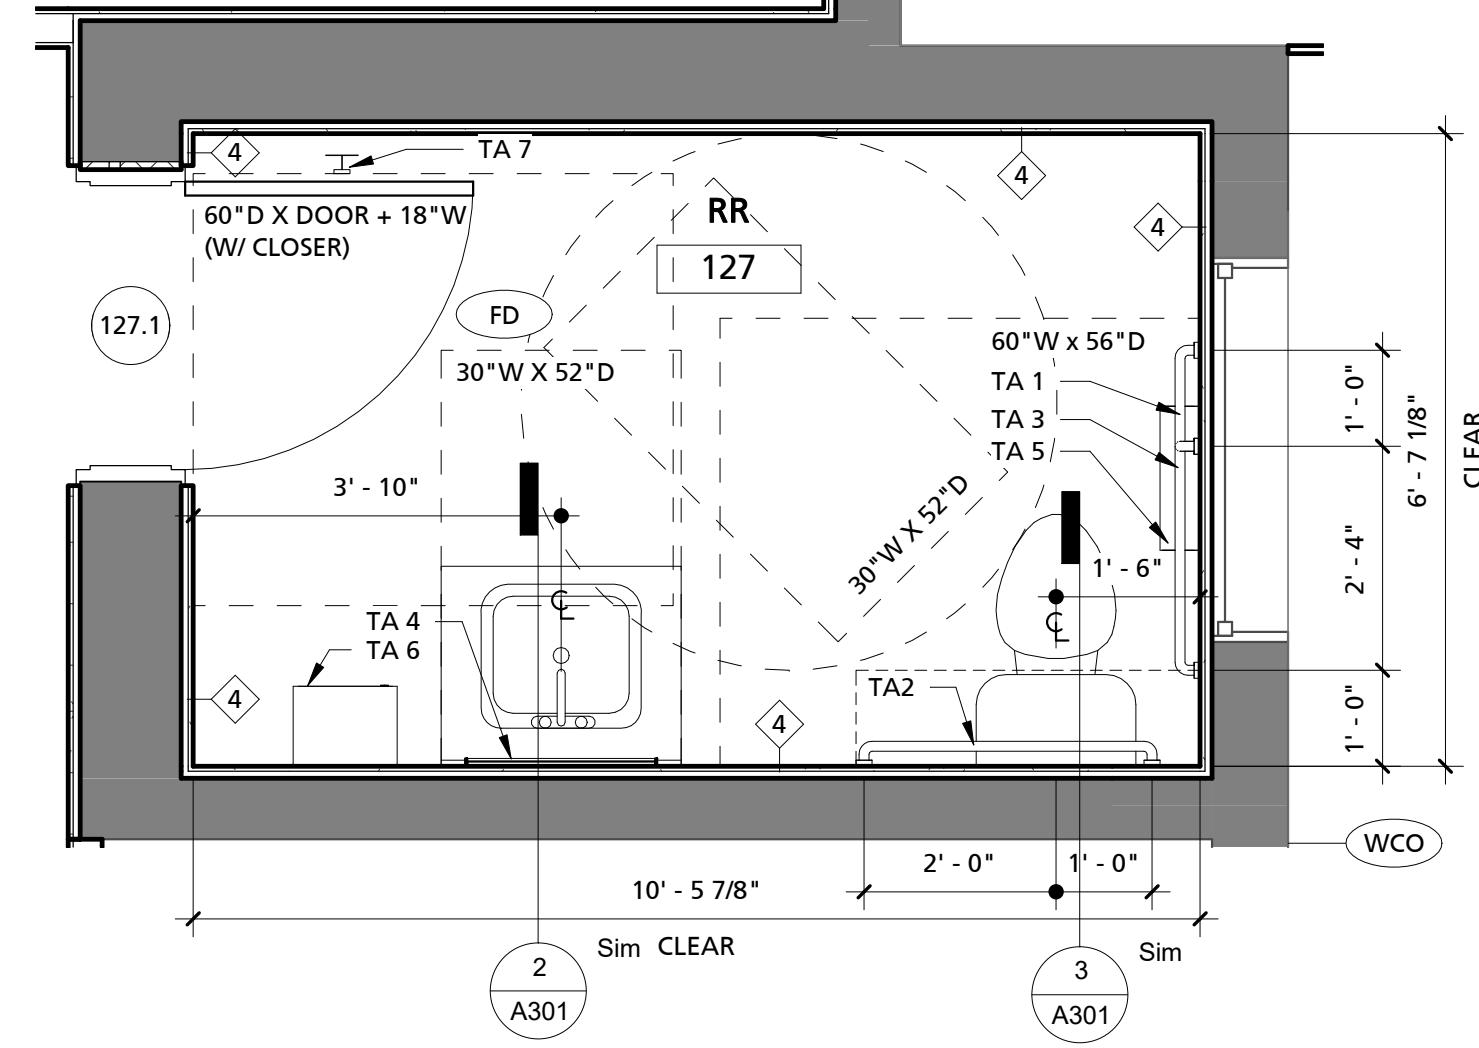 TA 7
4
4
60"D X DOOR + 18"W
(W/ CLOSER)
RR
127
4
127.1
FD
60"W x 56"D
30"W X 52"D
TA 1
TA 3
TA 5
1' - 0"
6' - 7 1/8"
CLEAR
3' - 10"
30"W X 52"D
1' - 6"
2' - 4"
℄
℄
TA 4
TA 6
4
TA2
4
1' - 0"
WCO
2' - 0"
1' - 0"
10' - 5 7/8"
Sim
CLEAR
Sim
2
A301
3
A301